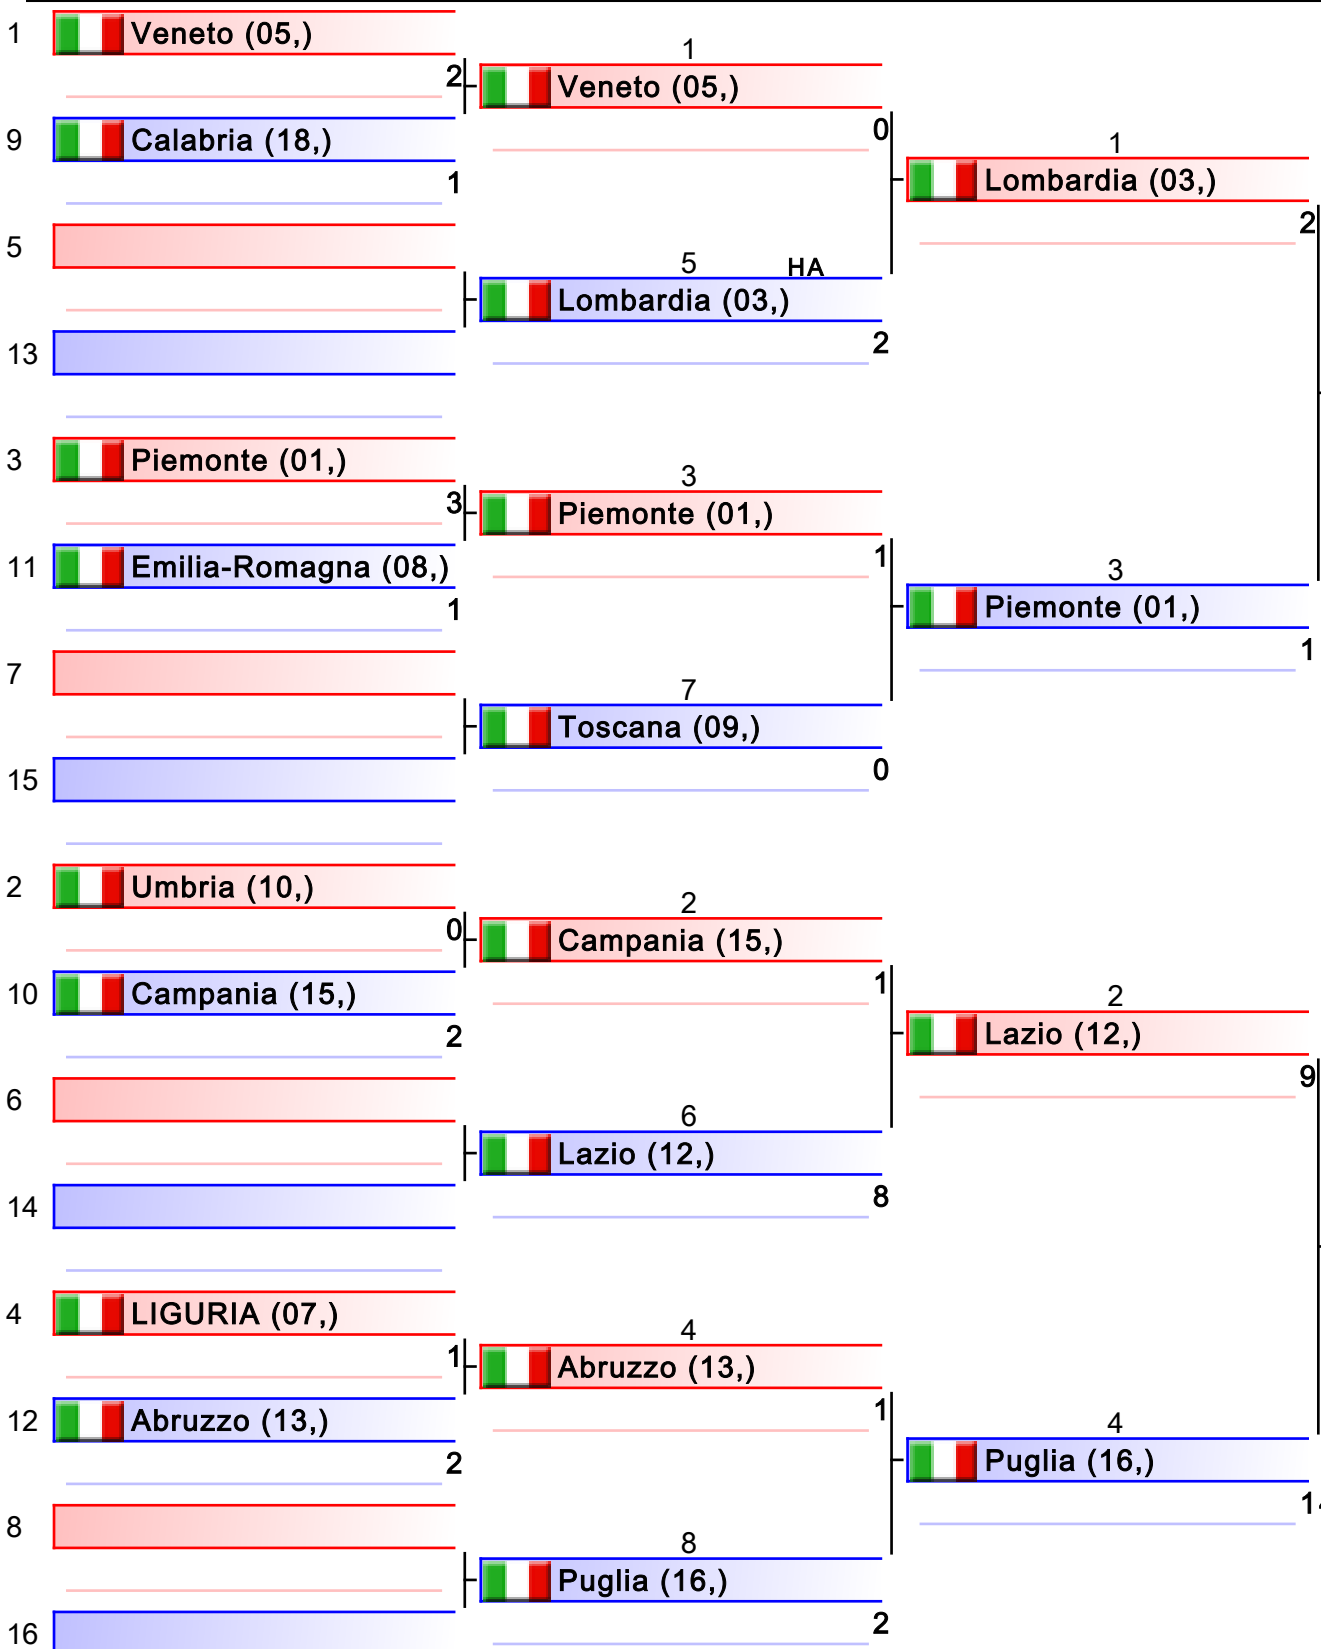 1 Veneto (05,)
2
9 Calabria (18,)
1
5
13
3 Piemonte (01,)
3
11 Emilia-Romagna (08,)
1
7
15
2 Umbria (10,)
0
10 Campania (15,)
2
6
14
4 LIGURIA (07,)
1
12 Abruzzo (13,)
2
8
16
1
Veneto (05,)
0
5 HA
Lombardia (03,)
2
3
Piemonte (01,)
1
7
Toscana (09,)
0
2
Campania (15,)
1
6
Lazio (12,)
8
4
Abruzzo (13,)
1
8
Puglia (16,)
2
1
Lombardia (03,)
2
3
Piemonte (01,)
1
2
Lazio (12,)
9
4
Puglia (16,)
1